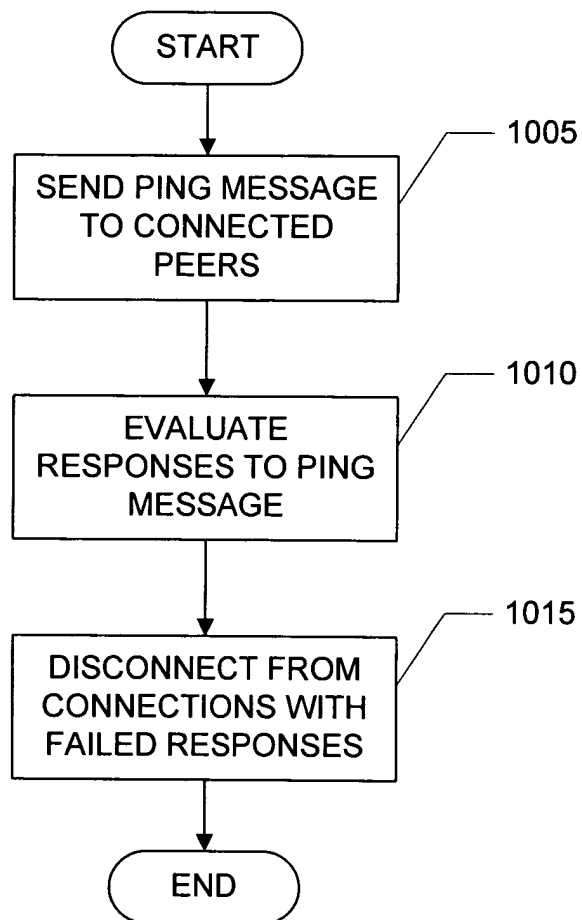 START
1005
SEND PING MESSAGE
TO CONNECTED
PEERS
1010
EVALUATE
RESPONSES TO PING
MESSAGE
1015
DISCONNECT FROM
CONNECTIONS WITH
FAILED RESPONSES
END